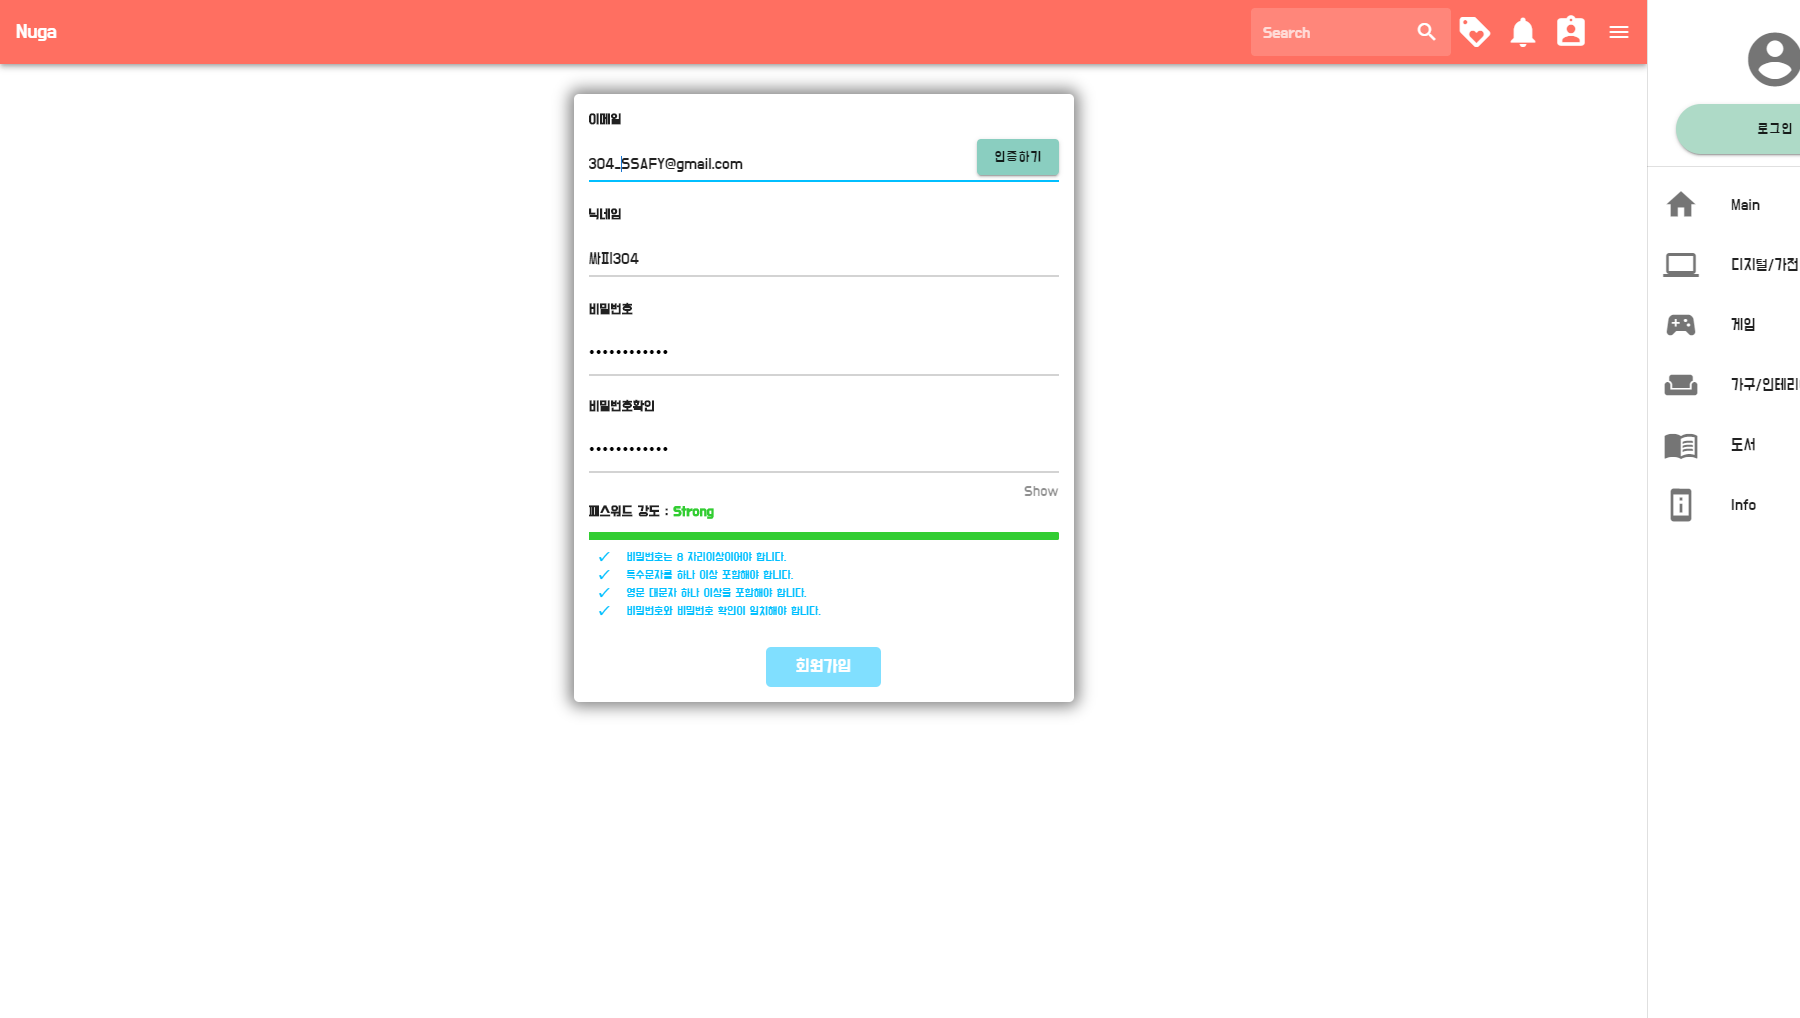 Nuga
Search
로그인
이메일
304_SSAFY@gmail.com
인증하기
닉네임
싸피304
비밀번호
••••••••••••
비밀번호확인
••••••••••••
Show
패스워드 강도 : Strong
✓ 비밀번호는 8 자리이상이어야 합니다.
✓ 특수문자를 하나 이상 포함해야 합니다.
✓ 영문 대문자 하나 이상을 포함해야 합니다.
✓ 비밀번호와 비밀번호 확인이 일치해야 합니다.
회원가입
Main
디지털/가전
게임
가구/인테리
도서
Info